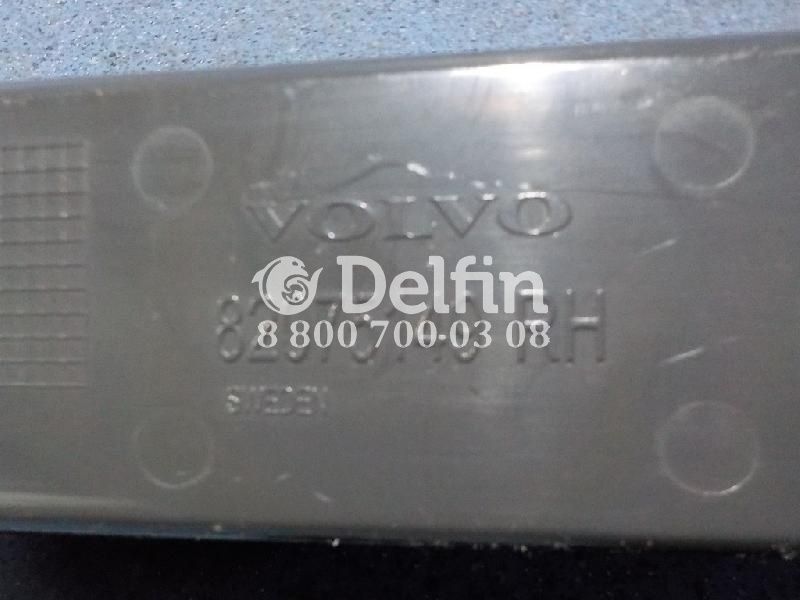 VOLVO
Delfin
8 800 700-03 08
RH
SWEDEN